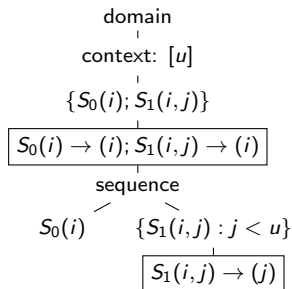 domain
context: [u]
{S₀(i); S₁(i,j)}
S₀(i) → (i); S₁(i,j) → (i)
sequence
S₀(i) {S₁(i,j) : j < u}
S₁(i,j) → (j)